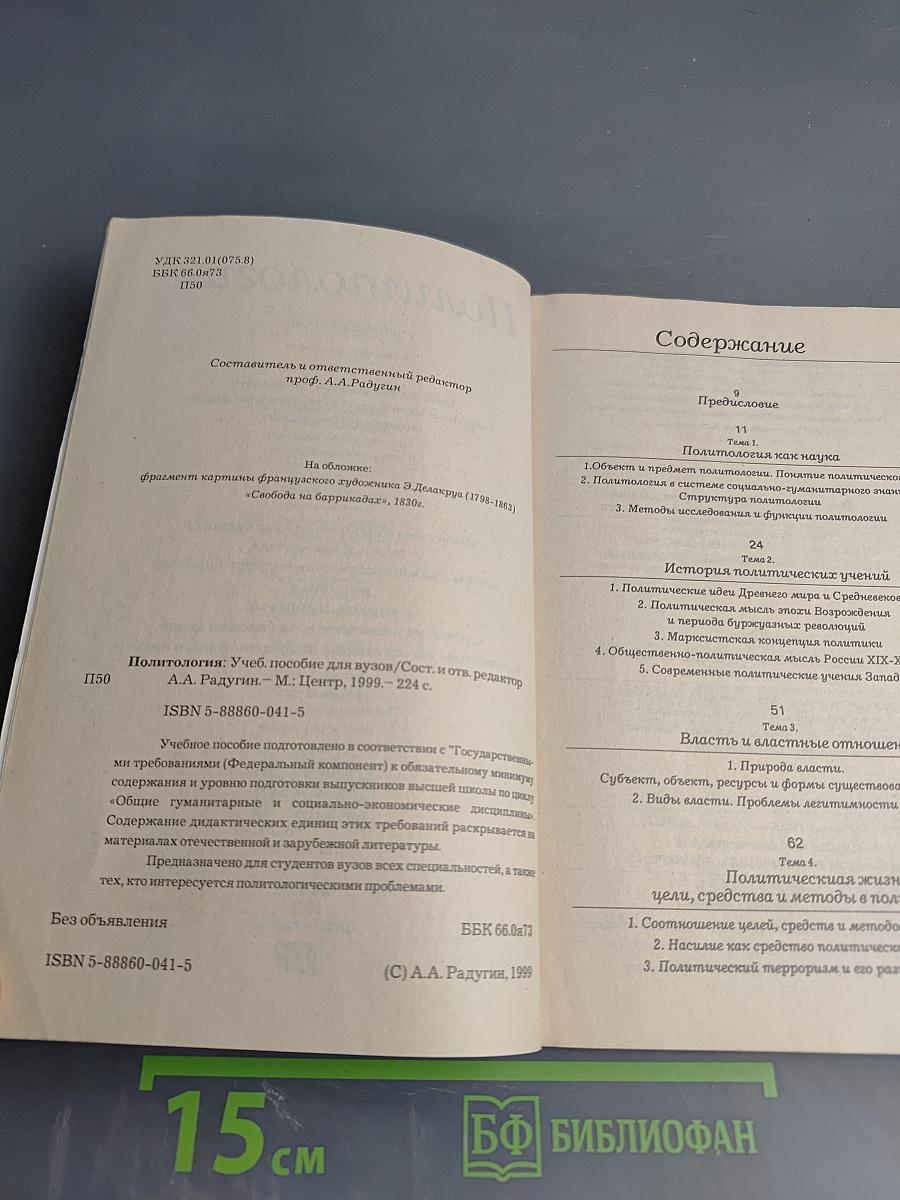 УДК 321.01(075.8)
ББК 66.0я73
П50
Составитель и ответственный редактор
проф. А.А.Радугин
На обложке:
фрагмент картины французского художника Э.Делакруа (1798-1863)
«Свобода на баррикадах», 1830г.
Политология: Учеб. пособие для вузов/Сост. и отв. редактор
П50 А.А. Радугин.– М.: Центр, 1999.– 224 с.
ISBN 5-88860-041-5
Учебное пособие подготовлено в соответствии с "Государственны-
ми требованиями (Федеральный компонент) к обязательному минимуму
содержания и уровню подготовки выпускников высшей школы по циклу
«Общие гуманитарные и социально-экономические дисциплины».
Содержание дидактических единиц этих требований раскрывается на
материалах отечественной и зарубежной литературы.
Предназначено для студентов вузов всех специальностей, а также
тех, кто интересуется политологическими проблемами.
Без объявления
ББК 66.0я73
ISBN 5-88860-041-5
(С) А.А. Радугин, 1999
Содержание
9
Предисловие
11
Тема 1.
Политология как наука
1.Объект и предмет политологии. Понятие политическог
2. Политология в системе социально-гуманитарного знан
Структура политологии
3. Методы исследования и функции политологии
24
Тема 2.
История политических учений
1. Политические идеи Древнего мира и Средневеков
2. Политическая мысль эпохи Возрождения
и периода буржуазных революций
3. Марксистская концепция политики
4. Общественно-политическая мысль России XIX-X
5. Современные политические учения Запад
51
Тема 3.
Власть и властные отношен
1. Природа власти.
Субъект, объект, ресурсы и формы существова
2. Виды власти. Проблемы легитимности
62
Тема 4.
Политическиая жизн
цели, средства и методы в пол
1. Соотношение целей, средств и методо
2. Насилие как средство политическ
3. Политический терроризм и его раз
15 см
БФ БИБЛИОФАН